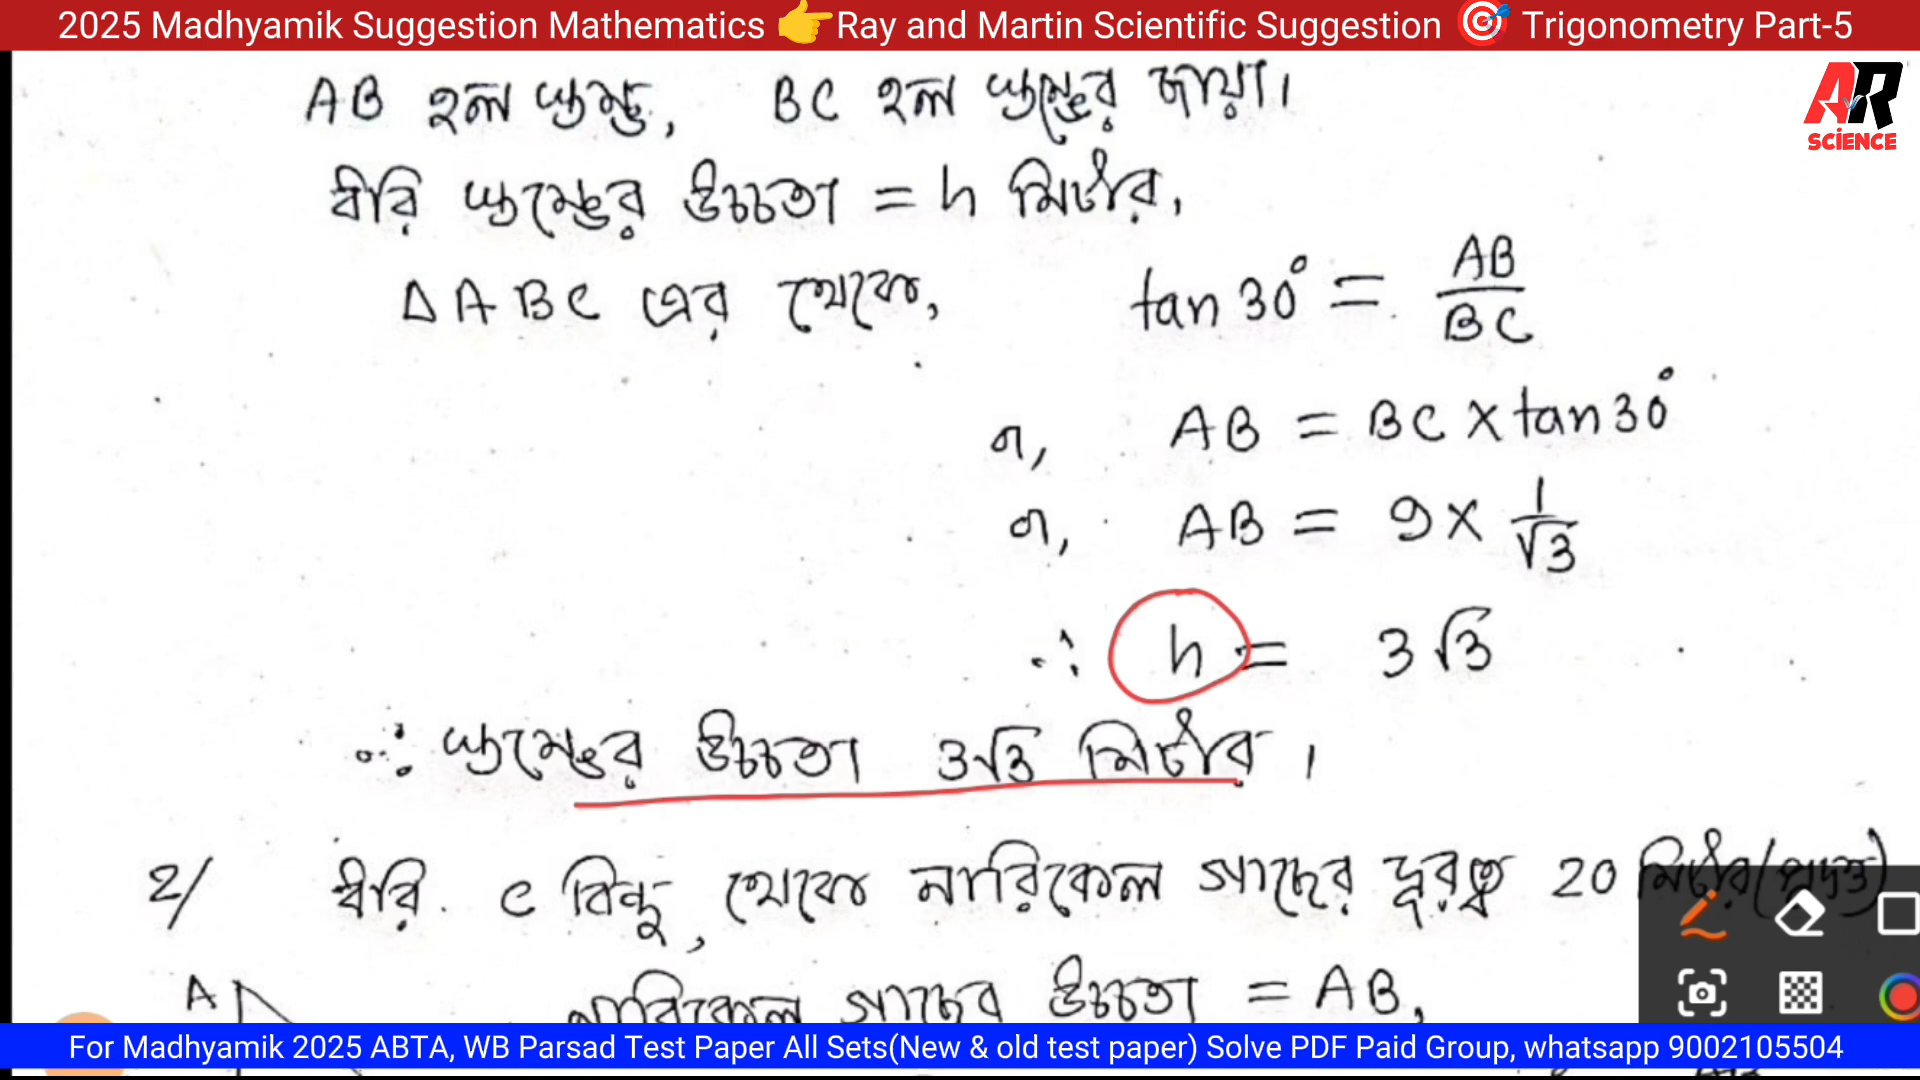 2025 Madhyamik Suggestion Mathematics 👉Ray and Martin Scientific Suggestion 🎯 Trigonometry Part-5
AR
SCIENCE
AB হল স্তম্ভ, BC হল স্তম্ভের ছায়া।
ধরি স্তম্ভের উচ্চতা = h মিটার,
Δ ABC এর থেকে, tan 30° = AB/BC
বা, AB = BC × tan 30°
বা, AB = 9 × 1/√3
∴ h = 3√3
∴ স্তম্ভের উচ্চতা 3√3 মিটার।
2/ ধরি. C বিন্দু থেকে নারিকেল গাছের দূরত্ব 20 মিটার (প্রদত্ত)
A নারিকেল গাছের উচ্চতা = AB,
For Madhyamik 2025 ABTA, WB Parsad Test Paper All Sets(New & old test paper) Solve PDF Paid Group, whatsapp 9002105504